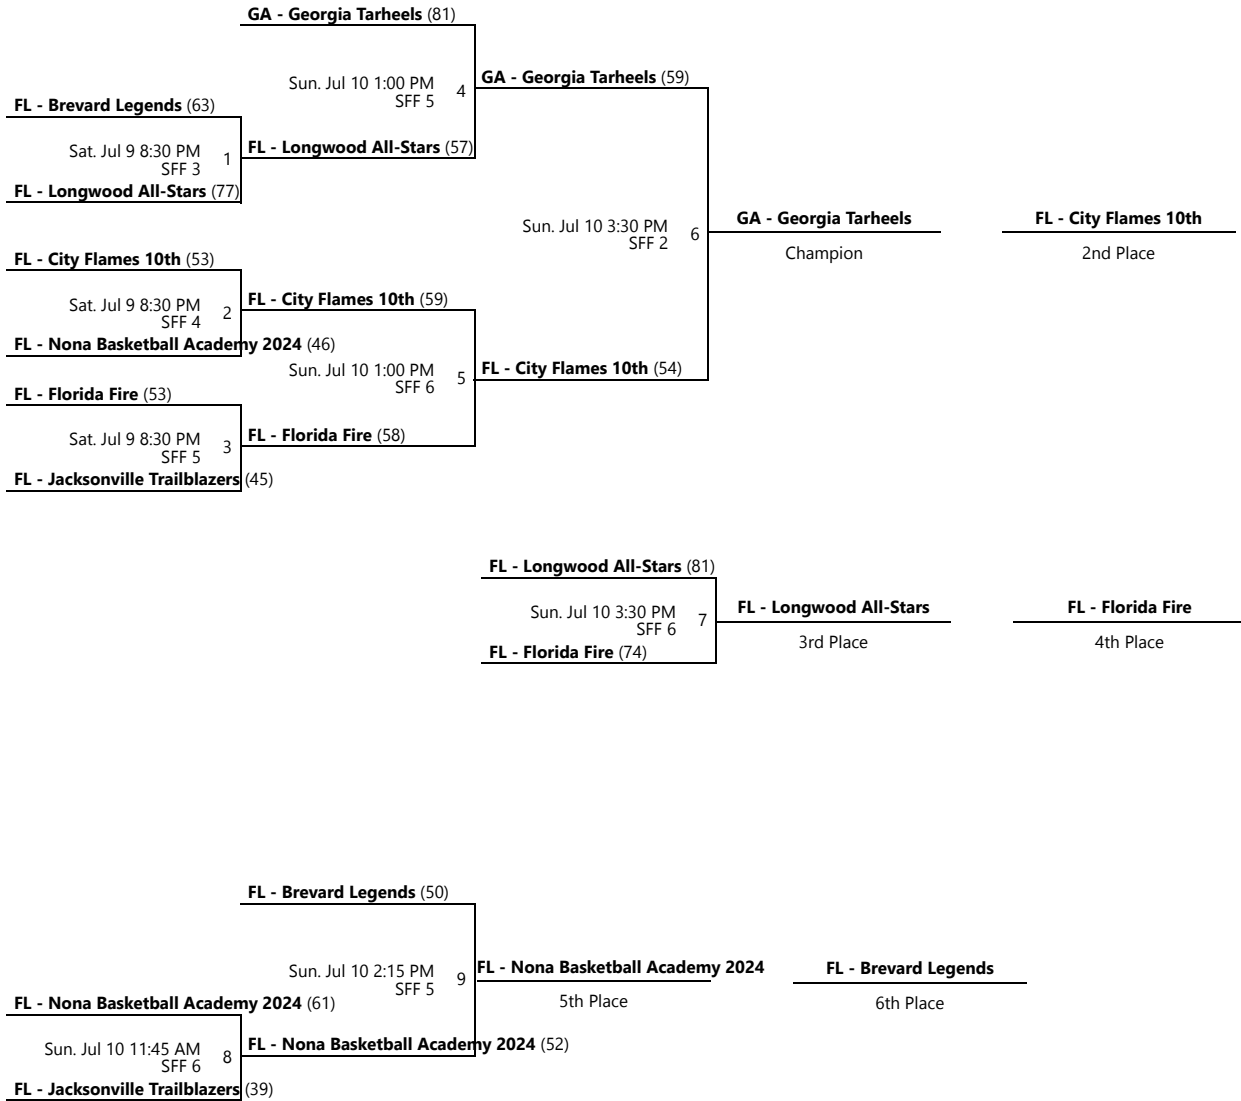 GA - Georgia Tarheels (81)
Sun. Jul 10 1:00 PM
SFF 5
4
GA - Georgia Tarheels (59)
FL - Brevard Legends (63)
Sat. Jul 9 8:30 PM
SFF 3
1
FL - Longwood All-Stars (57)
FL - Longwood All-Stars (77)
Sun. Jul 10 3:30 PM
SFF 2
6
GA - Georgia Tarheels
Champion
FL - City Flames 10th
2nd Place
FL - City Flames 10th (53)
Sat. Jul 9 8:30 PM
SFF 4
2
FL - City Flames 10th (59)
FL - Nona Basketball Academy 2024 (46)
Sun. Jul 10 1:00 PM
SFF 6
5
FL - City Flames 10th (54)
FL - Florida Fire (53)
Sat. Jul 9 8:30 PM
SFF 5
3
FL - Florida Fire (58)
FL - Jacksonville Trailblazers (45)
FL - Longwood All-Stars (81)
Sun. Jul 10 3:30 PM
SFF 6
7
FL - Longwood All-Stars
3rd Place
FL - Florida Fire
4th Place
FL - Florida Fire (74)
FL - Brevard Legends (50)
Sun. Jul 10 2:15 PM
SFF 5
9
FL - Nona Basketball Academy 2024
5th Place
FL - Brevard Legends
6th Place
FL - Nona Basketball Academy 2024 (61)
Sun. Jul 10 11:45 AM
SFF 6
8
FL - Nona Basketball Academy 2024 (52)
FL - Jacksonville Trailblazers (39)